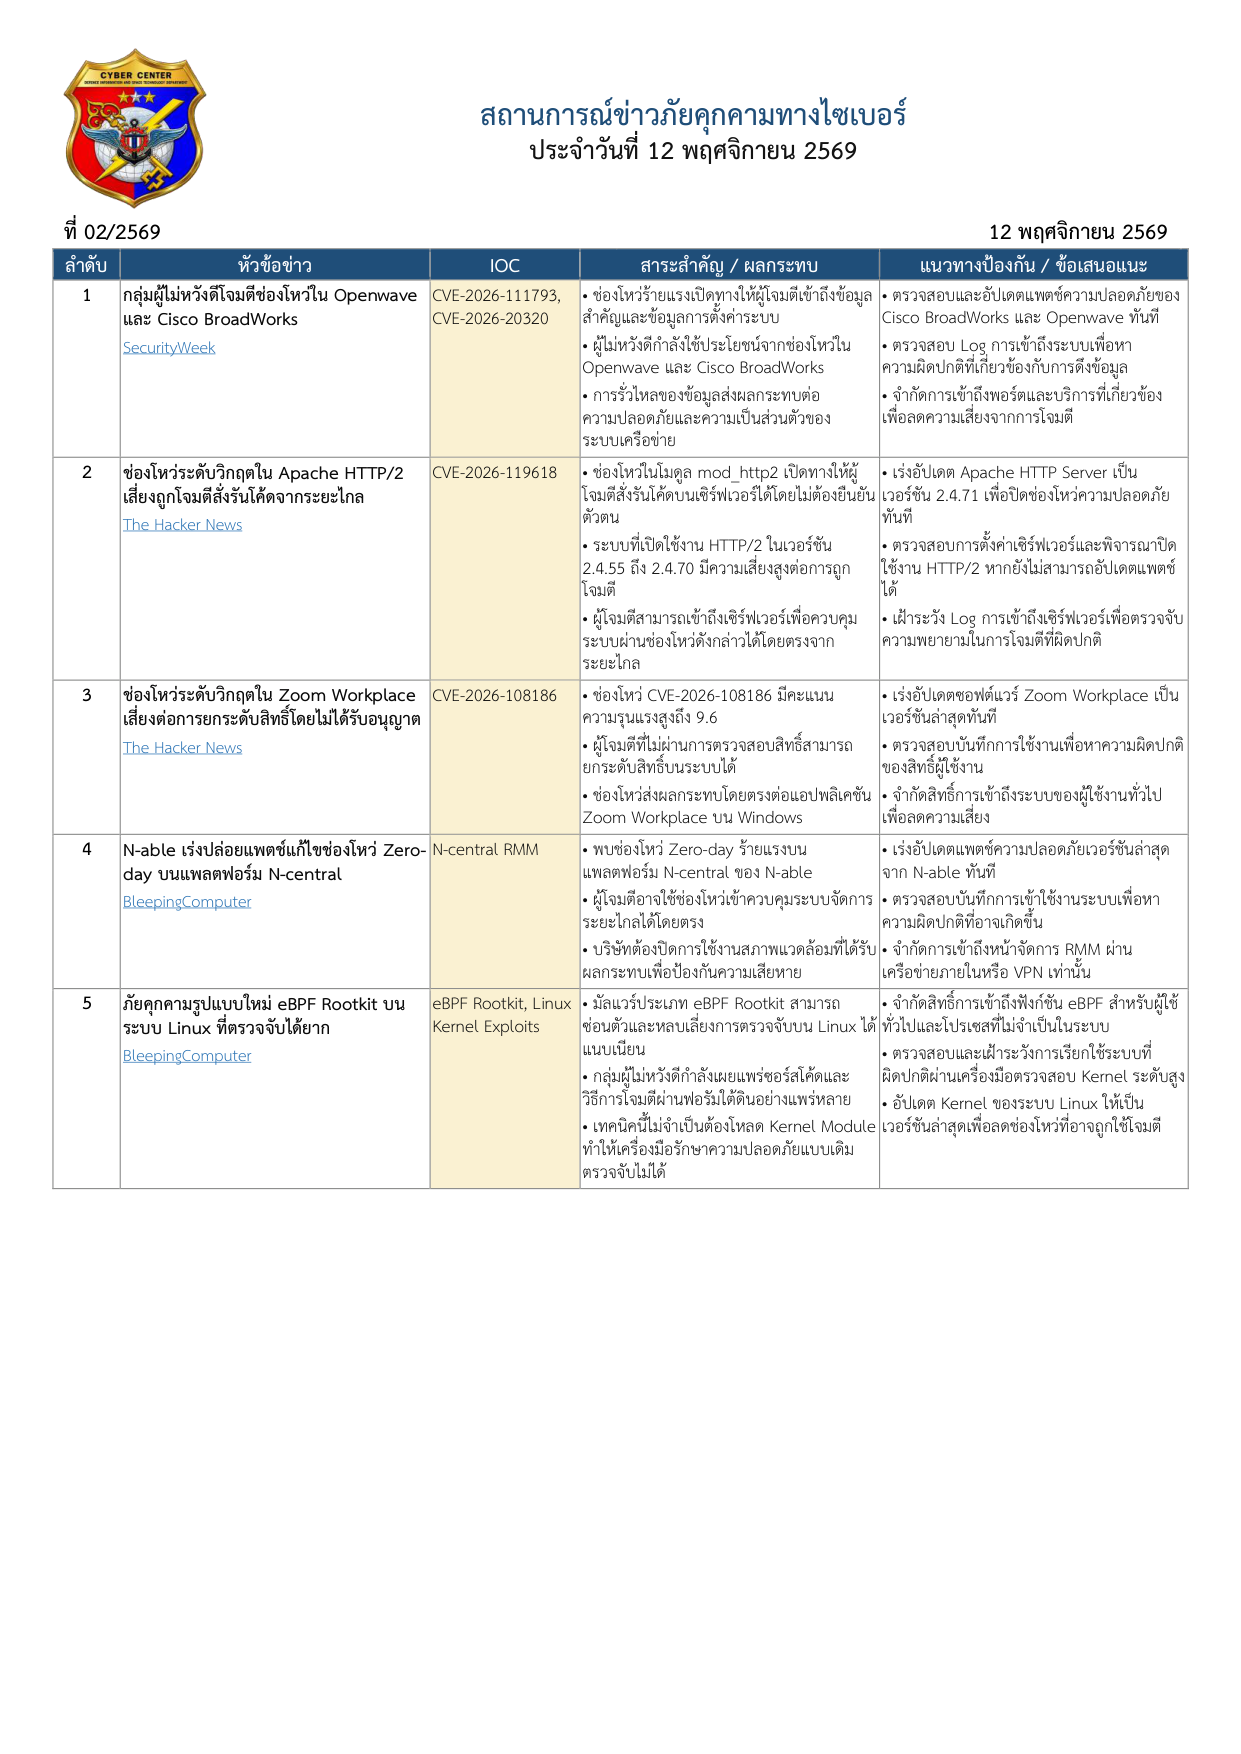 CYBER CENTER
DEFENCE INFORMATION AND SPACE TECHNOLOGY DEPARTMENT
สถานการณ์ข่าวภัยคุกคามทางไซเบอร์
ประจำวันที่ 12 พฤศจิกายน 2569
ที่ 02/2569
12 พฤศจิกายน 2569
ลำดับ
หัวข้อข่าว
IOC
สาระสำคัญ / ผลกระทบ
แนวทางป้องกัน / ข้อเสนอแนะ
1
กลุ่มผู้ไม่หวังดีโจมตีช่องโหว่ใน Openwave
และ Cisco BroadWorks
SecurityWeek
CVE-2026-111793,
CVE-2026-20320
• ช่องโหว่ร้ายแรงเปิดทางให้ผู้โจมตีเข้าถึงข้อมูล
สำคัญและข้อมูลการตั้งค่าระบบ
• ผู้ไม่หวังดีกำลังใช้ประโยชน์จากช่องโหว่ใน
Openwave และ Cisco BroadWorks
• การรั่วไหลของข้อมูลส่งผลกระทบต่อ
ความปลอดภัยและความเป็นส่วนตัวของ
ระบบเครือข่าย
• ตรวจสอบและอัปเดตแพตช์ความปลอดภัยของ
Cisco BroadWorks และ Openwave ทันที
• ตรวจสอบ Log การเข้าถึงระบบเพื่อหา
ความผิดปกติที่เกี่ยวข้องกับการดึงข้อมูล
• จำกัดการเข้าถึงพอร์ตและบริการที่เกี่ยวข้อง
เพื่อลดความเสี่ยงจากการโจมตี
2
ช่องโหว่ระดับวิกฤตใน Apache HTTP/2
เสี่ยงถูกโจมตีสั่งรันโค้ดจากระยะไกล
The Hacker News
CVE-2026-119618
• ช่องโหว่ในโมดูล mod_http2 เปิดทางให้ผู้
โจมตีสั่งรันโค้ดบนเซิร์ฟเวอร์ได้โดยไม่ต้องยืนยัน
ตัวตน
• ระบบที่เปิดใช้งาน HTTP/2 ในเวอร์ชัน
2.4.55 ถึง 2.4.70 มีความเสี่ยงสูงต่อการถูก
โจมตี
• ผู้โจมตีสามารถเข้าถึงเซิร์ฟเวอร์เพื่อควบคุม
ระบบผ่านช่องโหว่ดังกล่าวได้โดยตรงจาก
ระยะไกล
• เร่งอัปเดต Apache HTTP Server เป็น
เวอร์ชัน 2.4.71 เพื่อปิดช่องโหว่ความปลอดภัย
ทันที
• ตรวจสอบการตั้งค่าเซิร์ฟเวอร์และพิจารณาปิด
ใช้งาน HTTP/2 หากยังไม่สามารถอัปเดตแพตช์
ได้
• เฝ้าระวัง Log การเข้าถึงเซิร์ฟเวอร์เพื่อตรวจจับ
ความพยายามในการโจมตีที่ผิดปกติ
3
ช่องโหว่ระดับวิกฤตใน Zoom Workplace
เสี่ยงต่อการยกระดับสิทธิ์โดยไม่ได้รับอนุญาต
The Hacker News
CVE-2026-108186
• ช่องโหว่ CVE-2026-108186 มีคะแนน
ความรุนแรงสูงถึง 9.6
• ผู้โจมตีที่ไม่ผ่านการตรวจสอบสิทธิ์สามารถ
ยกระดับสิทธิ์บนระบบได้
• ช่องโหว่ส่งผลกระทบโดยตรงต่อแอปพลิเคชัน
Zoom Workplace บน Windows
• เร่งอัปเดตซอฟต์แวร์ Zoom Workplace เป็น
เวอร์ชันล่าสุดทันที
• ตรวจสอบบันทึกการใช้งานเพื่อหาความผิดปกติ
ของสิทธิ์ผู้ใช้งาน
• จำกัดสิทธิ์การเข้าถึงระบบของผู้ใช้งานทั่วไป
เพื่อลดความเสี่ยง
4
N-able เร่งปล่อยแพตช์แก้ไขช่องโหว่ Zero-
day บนแพลตฟอร์ม N-central
BleepingComputer
N-central RMM
• พบช่องโหว่ Zero-day ร้ายแรงบน
แพลตฟอร์ม N-central ของ N-able
• ผู้โจมตีอาจใช้ช่องโหว่เข้าควบคุมระบบจัดการ
ระยะไกลได้โดยตรง
• บริษัทต้องปิดการใช้งานสภาพแวดล้อมที่ได้รับ
ผลกระทบเพื่อป้องกันความเสียหาย
• เร่งอัปเดตแพตช์ความปลอดภัยเวอร์ชันล่าสุด
จาก N-able ทันที
• ตรวจสอบบันทึกการเข้าใช้งานระบบเพื่อหา
ความผิดปกติที่อาจเกิดขึ้น
• จำกัดการเข้าถึงหน้าจัดการ RMM ผ่าน
เครือข่ายภายในหรือ VPN เท่านั้น
5
ภัยคุกคามรูปแบบใหม่ eBPF Rootkit บน
ระบบ Linux ที่ตรวจจับได้ยาก
BleepingComputer
eBPF Rootkit, Linux
Kernel Exploits
• มัลแวร์ประเภท eBPF Rootkit สามารถ
ซ่อนตัวและหลบเลี่ยงการตรวจจับบน Linux ได้
แนบเนียน
• กลุ่มผู้ไม่หวังดีกำลังเผยแพร่ซอร์สโค้ดและ
วิธีการโจมตีผ่านฟอรัมใต้ดินอย่างแพร่หลาย
• เทคนิคนี้ไม่จำเป็นต้องโหลด Kernel Module
ทำให้เครื่องมือรักษาความปลอดภัยแบบเดิม
ตรวจจับไม่ได้
• จำกัดสิทธิ์การเข้าถึงฟังก์ชัน eBPF สำหรับผู้ใช้
ทั่วไปและโปรเซสที่ไม่จำเป็นในระบบ
• ตรวจสอบและเฝ้าระวังการเรียกใช้ระบบที่
ผิดปกติผ่านเครื่องมือตรวจสอบ Kernel ระดับสูง
• อัปเดต Kernel ของระบบ Linux ให้เป็น
เวอร์ชันล่าสุดเพื่อลดช่องโหว่ที่อาจถูกใช้โจมตี